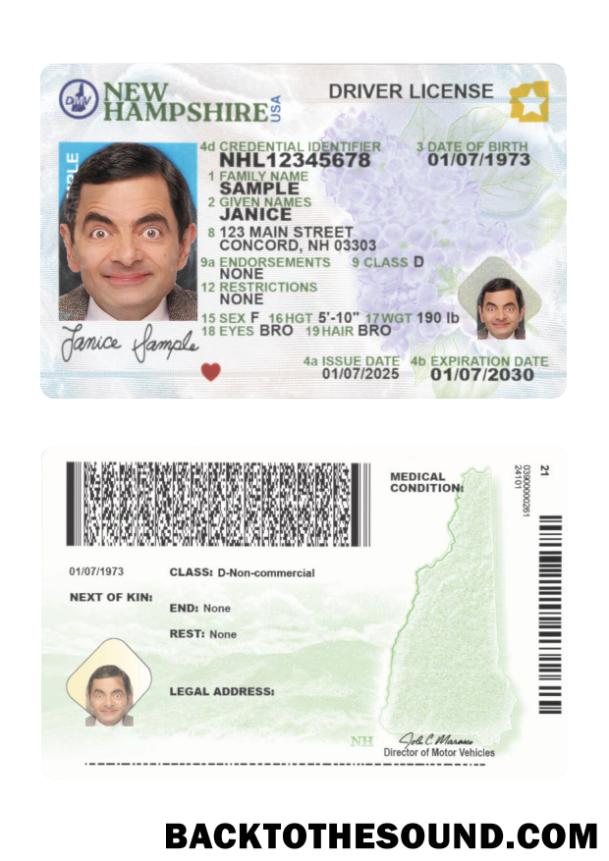 NEW
HAMPSHIRE USA
DMV
DRIVER LICENSE
4d CREDENTIAL IDENTIFIER
NHL12345678
3 DATE OF BIRTH
01/07/1973
1 FAMILY NAME
SAMPLE
2 GIVEN NAMES
JANICE
8 123 MAIN STREET
CONCORD, NH 03303
9a ENDORSEMENTS 9 CLASS D
NONE
12 RESTRICTIONS
NONE
15 SEX F 16 HGT 5'-10" 17 WGT 190 lb
18 EYES BRO 19 HAIR BRO
PLE
Janice Sample
4a ISSUE DATE 4b EXPIRATION DATE
01/07/2025 01/07/2030
MEDICAL
CONDITION:
21
03900000261
24101
01/07/1973 CLASS: D-Non-commercial
NEXT OF KIN:
END: None
REST: None
LEGAL ADDRESS:
NH
Director of Motor Vehicles
BACKTOTHESOUND.COM